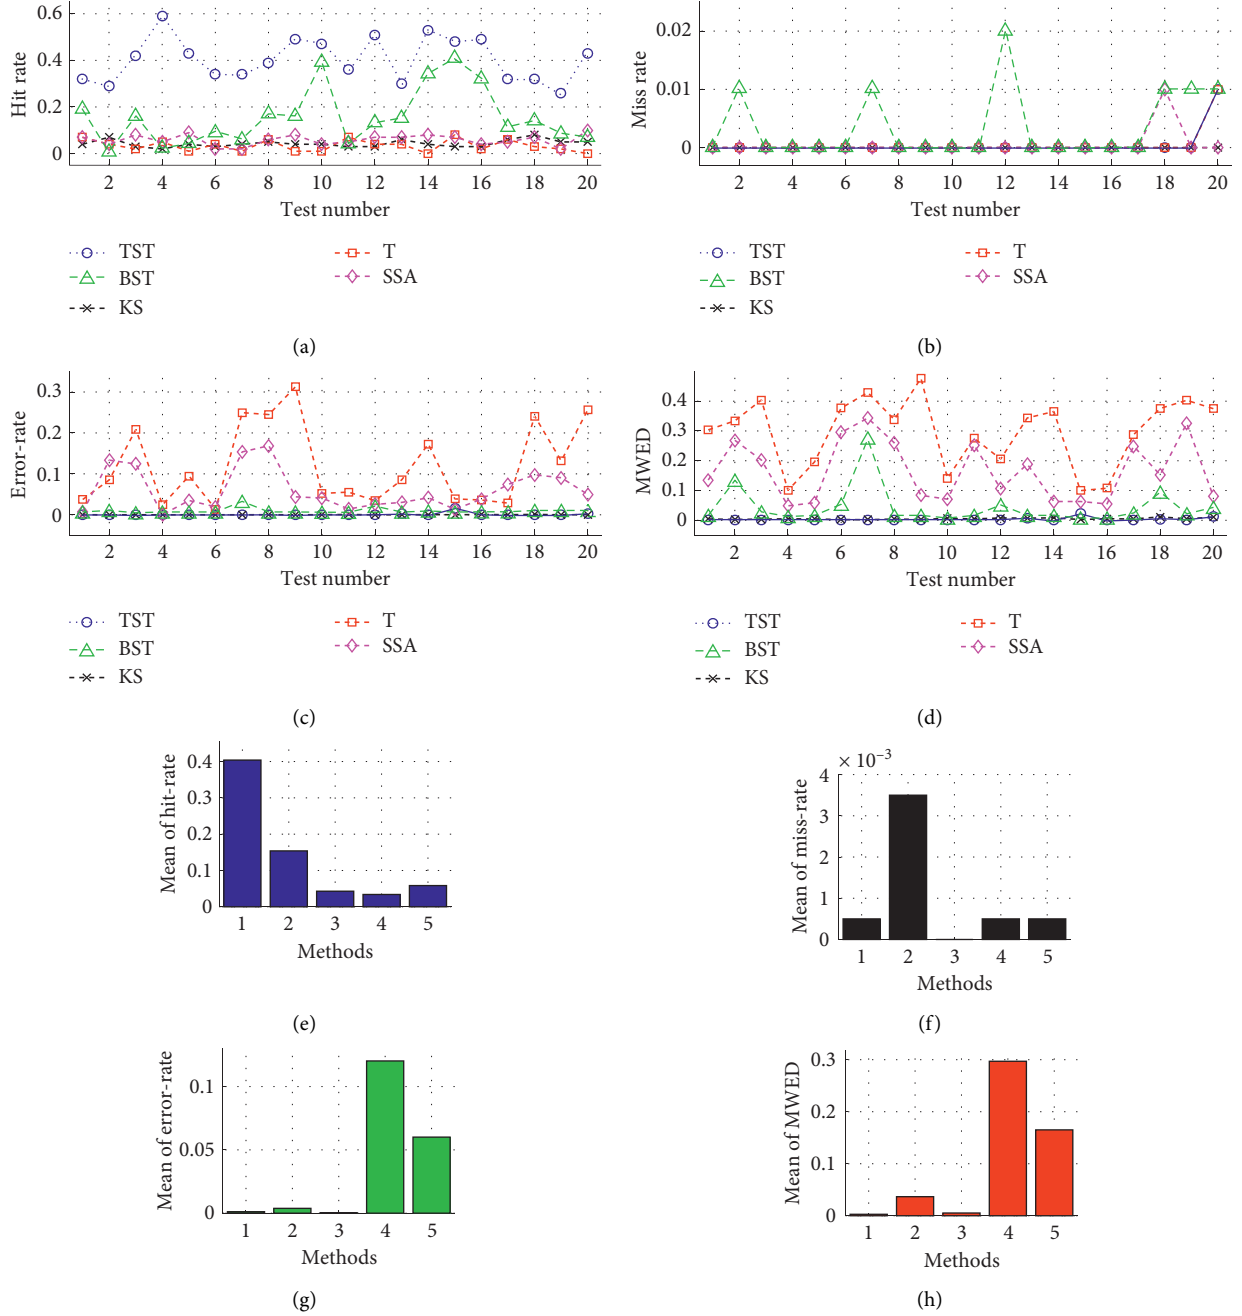 0.6
0.4
0.2
0
Hit rate
2 4 6 8 10 12 14 16 18 20
Test number
TST
BST
KS
T
SSA
(a)
0.02
0.01
0
Miss rate
2 4 6 8 10 12 14 16 18 20
Test number
TST
BST
KS
T
SSA
(b)
0.3
0.2
0.1
0
Error-rate
2 4 6 8 10 12 14 16 18 20
Test number
TST
BST
KS
T
SSA
(c)
0.4
0.3
0.2
0.1
0
MWED
2 4 6 8 10 12 14 16 18 20
Test number
TST
BST
KS
T
SSA
(d)
0.4
0.3
0.2
0.1
0
Mean of hit-rate
1 2 3 4 5
Methods
(e)
× 10⁻³
4
3
2
1
0
Mean of miss-rate
1 2 3 4 5
Methods
(f)
0.1
0.05
0
Mean of error-rate
1 2 3 4 5
Methods
(g)
0.3
0.2
0.1
0
Mean of MWED
1 2 3 4 5
Methods
(h)